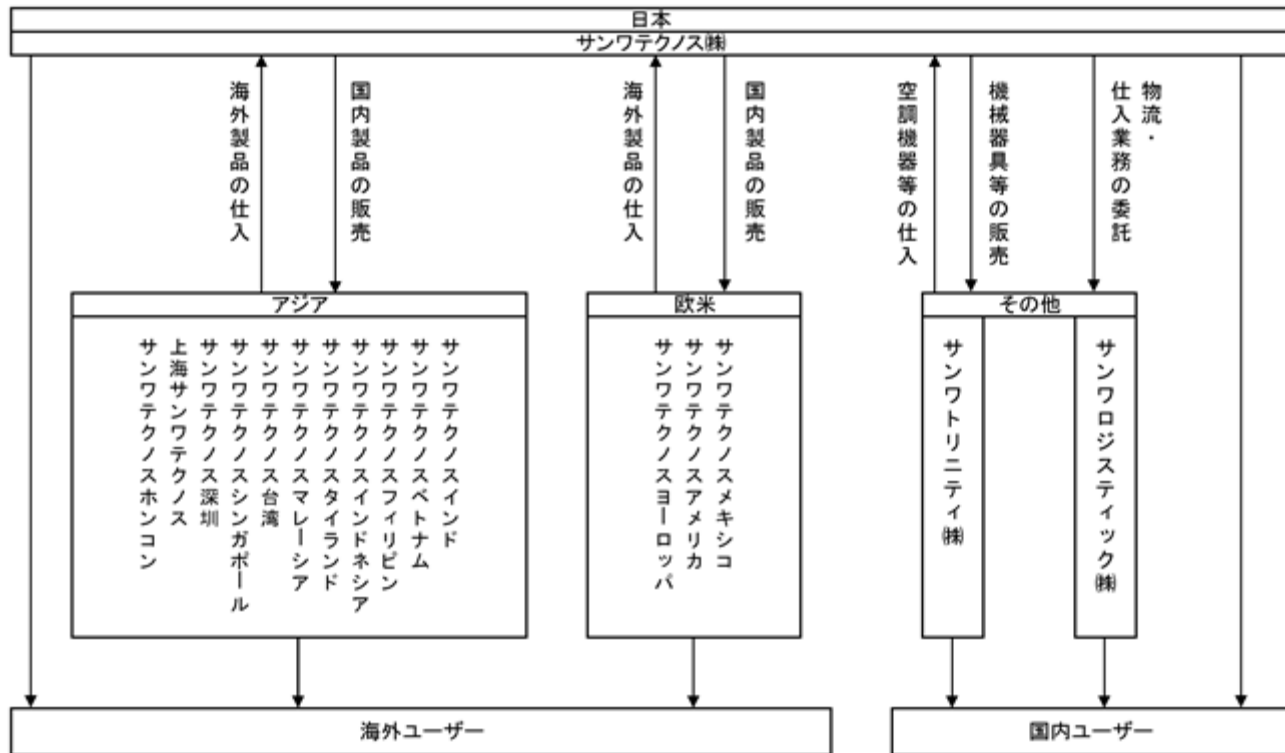 日本
サンワテクノス㈱
海外製品の仕入
国内製品の販売
海外製品の仕入
国内製品の販売
空調機器等の仕入
機械器具等の販売
物流・
仕入業務の委託
アジア
サンワテクノスインド
サンワテクノスベトナム
サンワテクノスフィリピン
サンワテクノスインドネシア
サンワテクノスタイランド
サンワテクノスマレーシア
サンワテクノス台湾
サンワテクノスシンガポール
サンワテクノス深圳
上海サンワテクノス
サンワテクノスホンコン
欧米
サンワテクノスメキシコ
サンワテクノスアメリカ
サンワテクノスヨーロッパ
その他
サンワトリニティ㈱
サンワロジスティック㈱
海外ユーザー
国内ユーザー